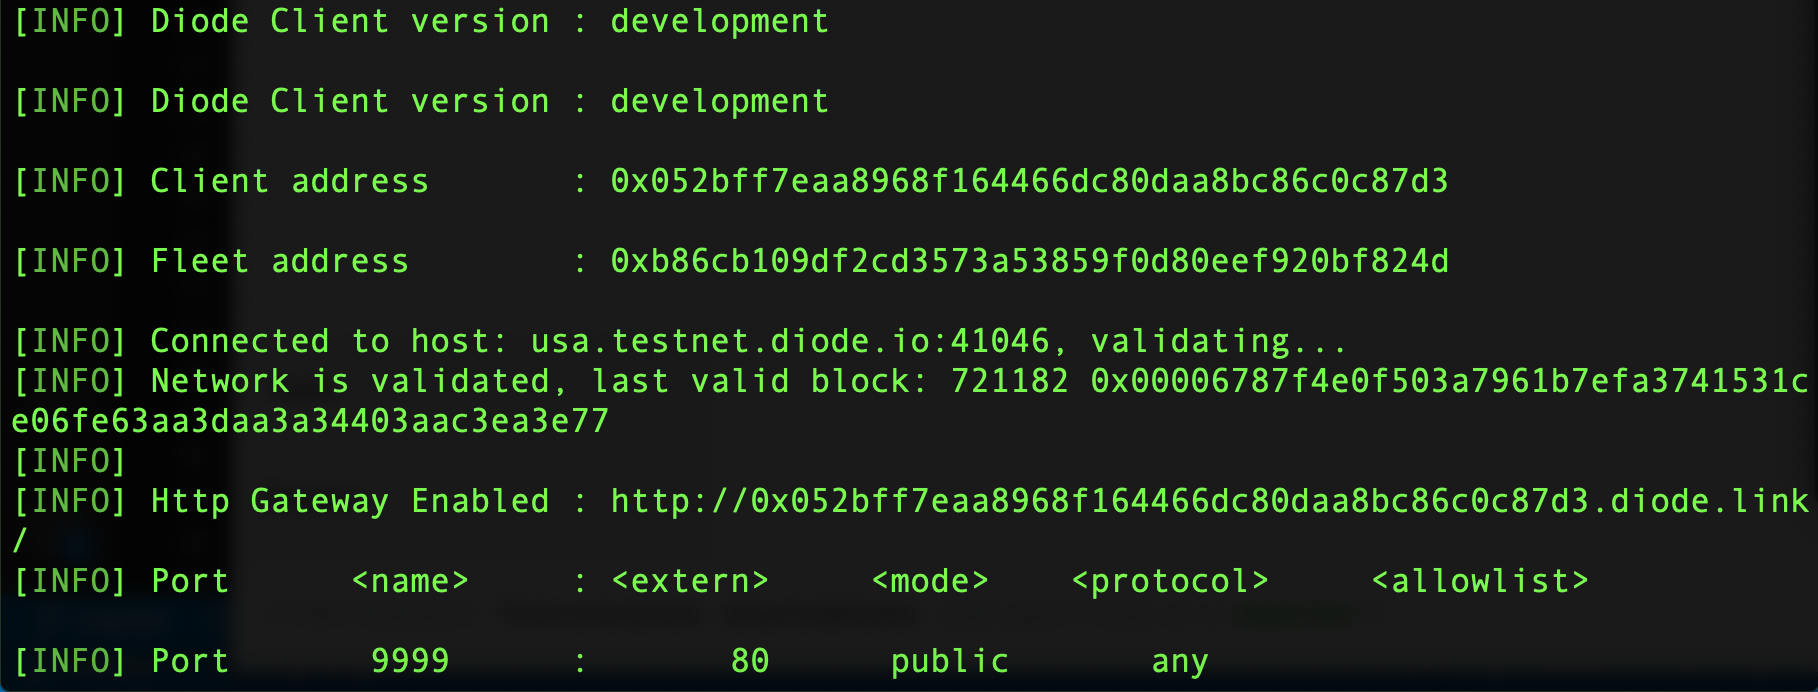 [INFO] Diode Client version : development
[INFO] Diode Client version : development
[INFO] Client address : 0x052bff7eaa8968f164466dc80daa8bc86c0c87d3
[INFO] Fleet address : 0xb86cb109df2cd3573a53859f0d80eef920bf824d
[INFO] Connected to host: usa.testnet.diode.io:41046, validating...
[INFO] Network is validated, last valid block: 721182 0x00006787f4e0f503a7961b7efa3741531c
e06fe63aa3daa3a34403aac3ea3e77
[INFO]
[INFO] Http Gateway Enabled : http://0x052bff7eaa8968f164466dc80daa8bc86c0c87d3.diode.link
/
[INFO] Port <name> : <extern> <mode> <protocol> <allowlist>
[INFO] Port 9999 : 80 public any